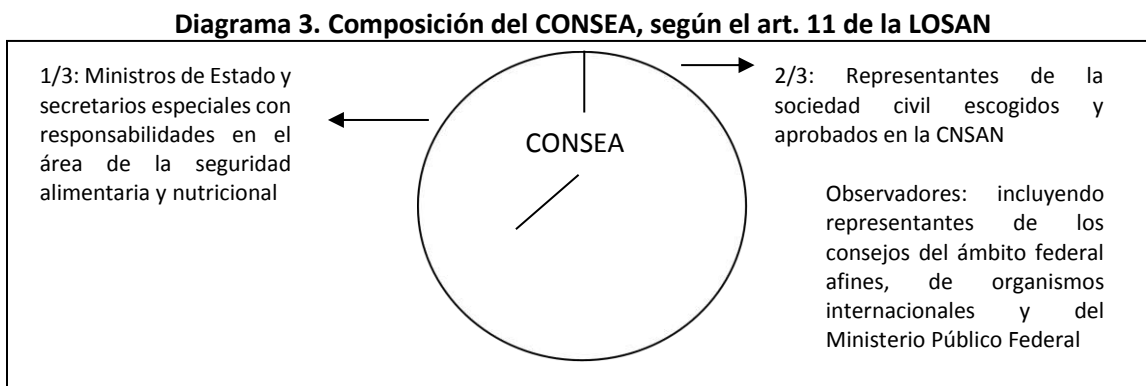 Diagrama 3. Composición del CONSEA, según el art. 11 de la LOSAN
1/3: Ministros de Estado y
secretarios especiales con
responsabilidades en el
área de la seguridad
alimentaria y nutricional
CONSEA
2/3: Representantes de la
sociedad civil escogidos y
aprobados en la CNSAN
Observadores: incluyendo
representantes de los
consejos del ámbito federal
afines, de organismos
internacionales y del
Ministerio Público Federal